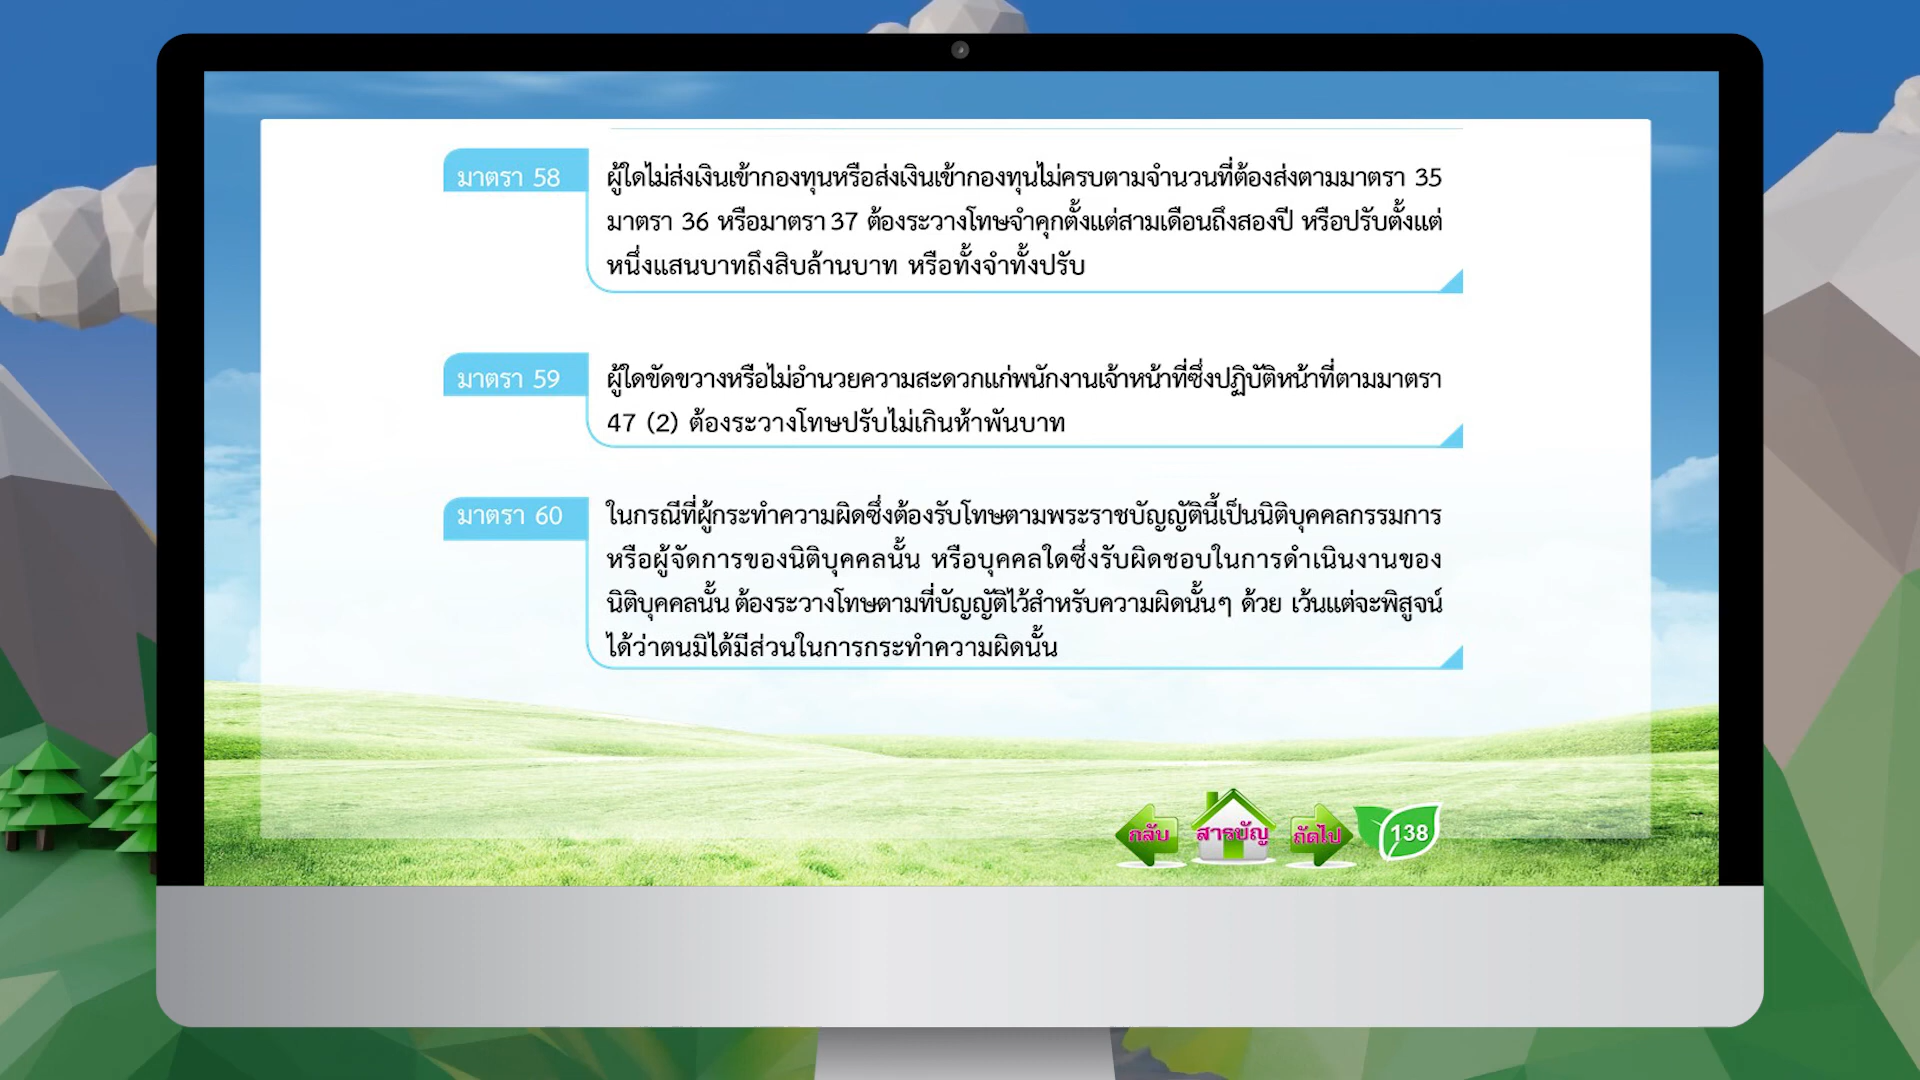 มาตรา 58
ผู้ใดไม่ส่งเงินเข้ากองทุนหรือส่งเงินเข้ากองทุนไม่ครบตามจำนวนที่ต้องส่งตามมาตรา 35
มาตรา 36 หรือมาตรา 37 ต้องระวางโทษจำคุกตั้งแต่สามเดือนถึงสองปี หรือปรับตั้งแต่
หนึ่งแสนบาทถึงสิบล้านบาท หรือทั้งจำทั้งปรับ
มาตรา 59
ผู้ใดขัดขวางหรือไม่อำนวยความสะดวกแก่พนักงานเจ้าหน้าที่ซึ่งปฏิบัติหน้าที่ตามมาตรา
47 (2) ต้องระวางโทษปรับไม่เกินห้าพันบาท
มาตรา 60
ในกรณีที่ผู้กระทำความผิดซึ่งต้องรับโทษตามพระราชบัญญัตินี้เป็นนิติบุคคลกรรมการ
หรือผู้จัดการของนิติบุคคลนั้น หรือบุคคลใดซึ่งรับผิดชอบในการดำเนินงานของ
นิติบุคคลนั้น ต้องระวางโทษตามที่บัญญัติไว้สำหรับความผิดนั้นๆ ด้วย เว้นแต่จะพิสูจน์
ได้ว่าตนมิได้มีส่วนในการกระทำความผิดนั้น
กลับ สารบัญ ถัดไป 138